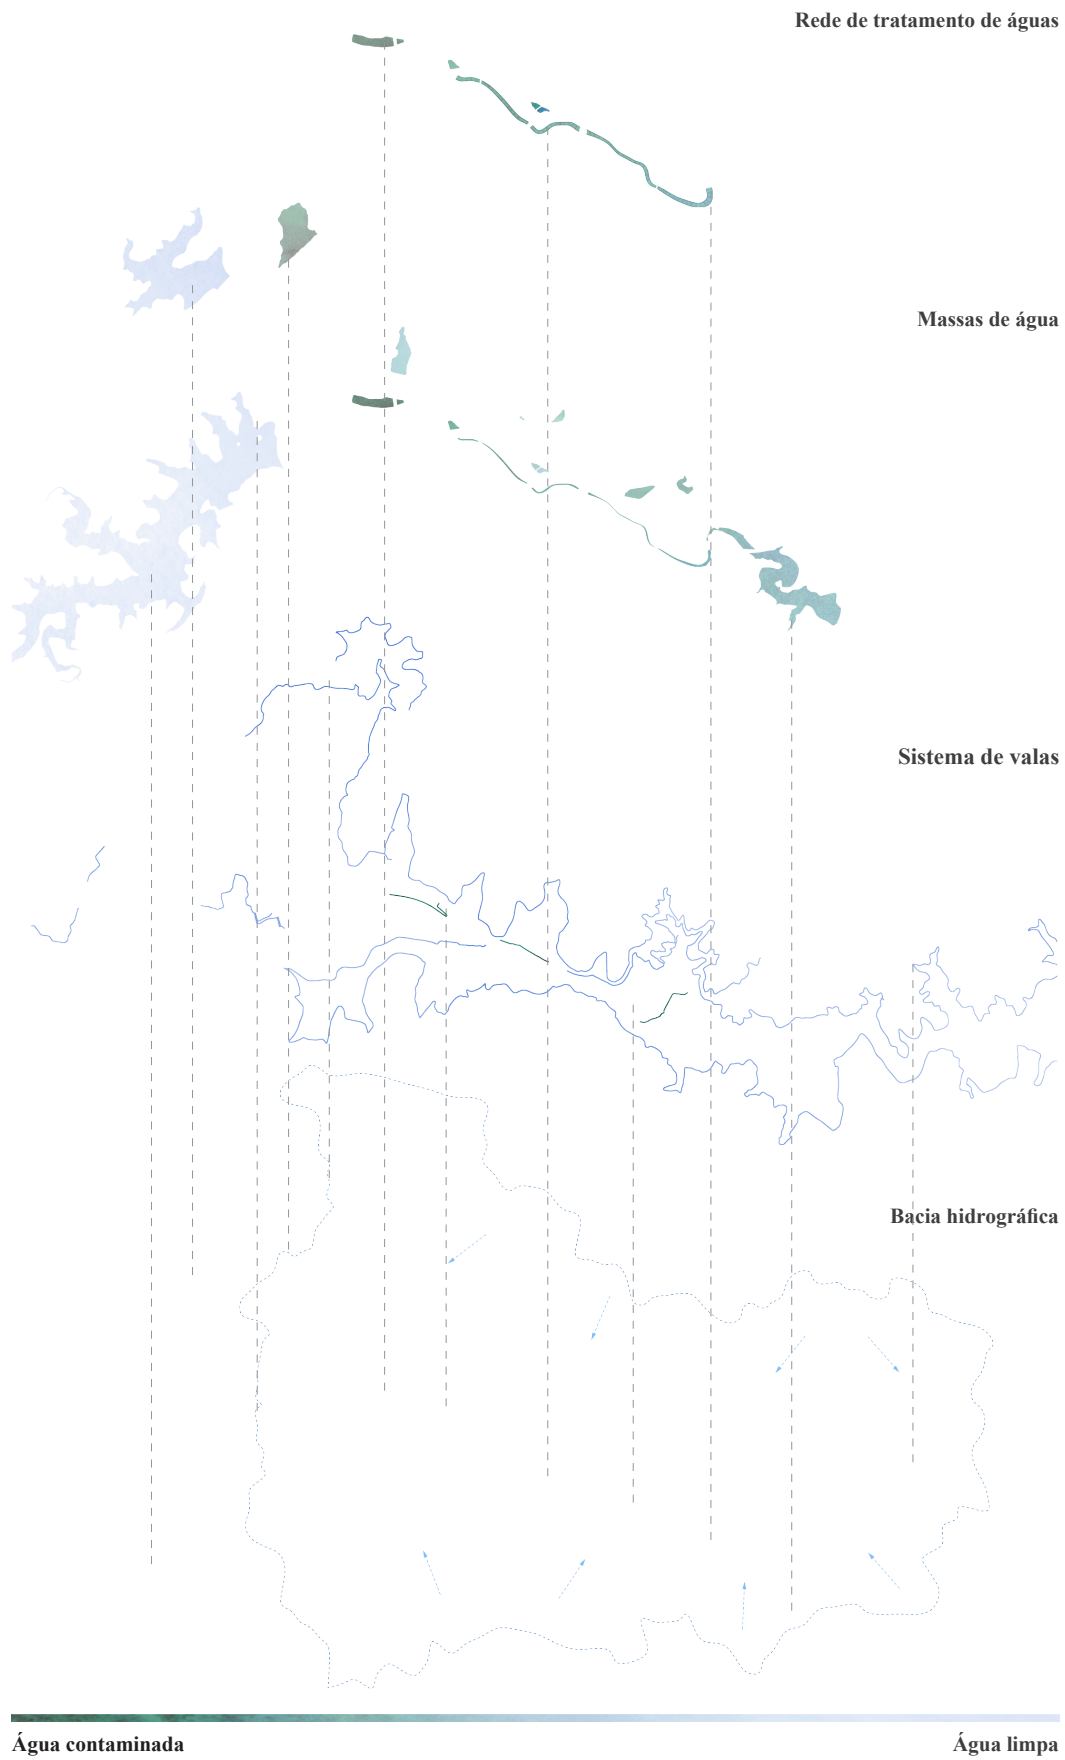 Rede de tratamento de águas
Massas de água
Sistema de valas
Bacia hidrográfica
Água contaminada
Água limpa